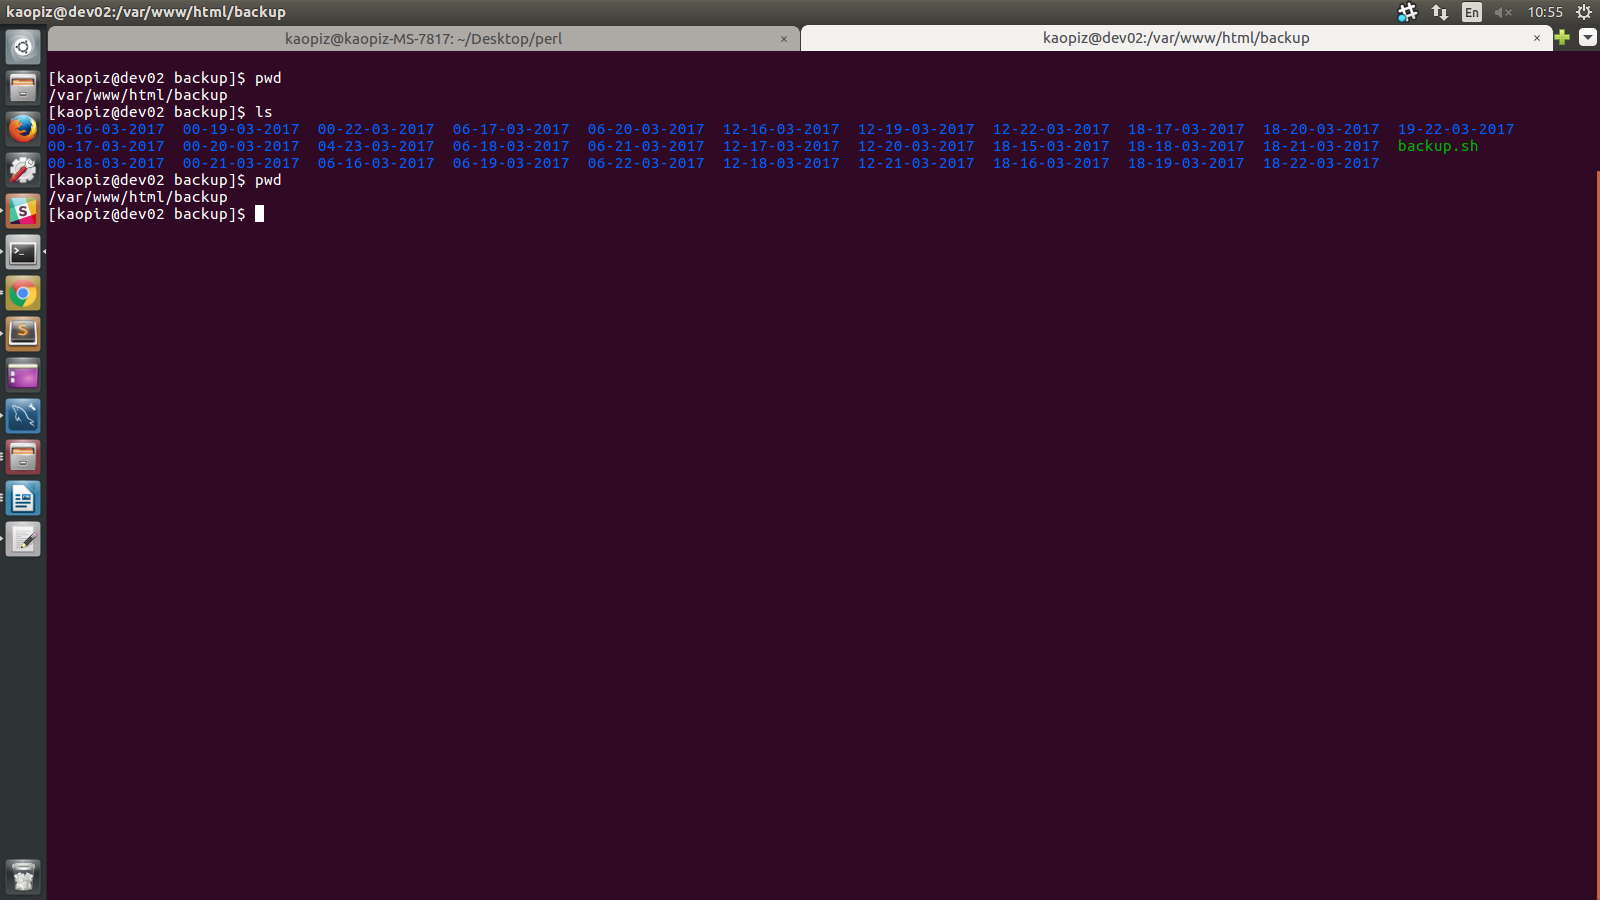 kaopiz@dev02:/var/www/html/backup
En
10:55
kaopiz@kaopiz-MS-7817: ~/Desktop/perl ×
kaopiz@dev02:/var/www/html/backup ×
[kaopiz@dev02 backup]$ pwd
/var/www/html/backup
[kaopiz@dev02 backup]$ ls
00-16-03-2017  00-19-03-2017  00-22-03-2017  06-17-03-2017  06-20-03-2017  12-16-03-2017  12-19-03-2017  12-22-03-2017  18-17-03-2017  18-20-03-2017  19-22-03-2017
00-17-03-2017  00-20-03-2017  04-23-03-2017  06-18-03-2017  06-21-03-2017  12-17-03-2017  12-20-03-2017  18-15-03-2017  18-18-03-2017  18-21-03-2017  backup.sh
00-18-03-2017  00-21-03-2017  06-16-03-2017  06-19-03-2017  06-22-03-2017  12-18-03-2017  12-21-03-2017  18-16-03-2017  18-19-03-2017  18-22-03-2017
[kaopiz@dev02 backup]$ pwd
/var/www/html/backup
[kaopiz@dev02 backup]$